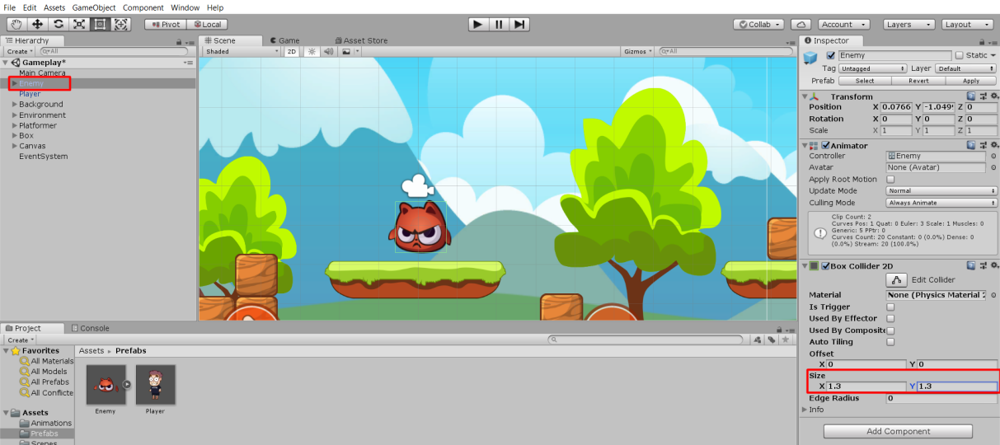 File Edit Assets GameObject Component Window Help
Pivot Local Collab Account Layers Layout
Hierarchy
Create All
Gameplay*
Main Camera
Enemy
Player
Background
Environment
Platformer
Box
Canvas
EventSystem
Scene Game Asset Store
Shaded 2D Gizmos All
Inspector
Enemy Static
Tag Untagged Layer Default
Prefab Select Revert Apply
Transform
Position X 0.0766 Y -1.049 Z 0
Rotation X 0 Y 0 Z 0
Scale X 1 Y 1 Z 1
Animator
Controller Enemy
Avatar None (Avatar)
Apply Root Motion
Update Mode Normal
Culling Mode Always Animate
Clip Count: 2
Curves Pos: 1 Quat: 0 Euler: 3 Scale: 1 Muscles: 0
Generic: 5 PPtr: 0
Curves Count: 20 Constant: 0 (0.0%) Dense: 0
(0.0%) Stream: 20 (100.0%)
Box Collider 2D
Edit Collider
Material None (Physics Material 2
Is Trigger
Used By Effector
Used By Composite
Auto Tiling
Offset
X 0 Y 0
Size
X 1.3 Y 1.3
Edge Radius 0
Info
Add Component
Project Console
Create
Favorites
All Materials
All Models
All Prefabs
All Conflicte
Assets
Animations
Prefabs
Scenes
Assets Prefabs
Enemy Player